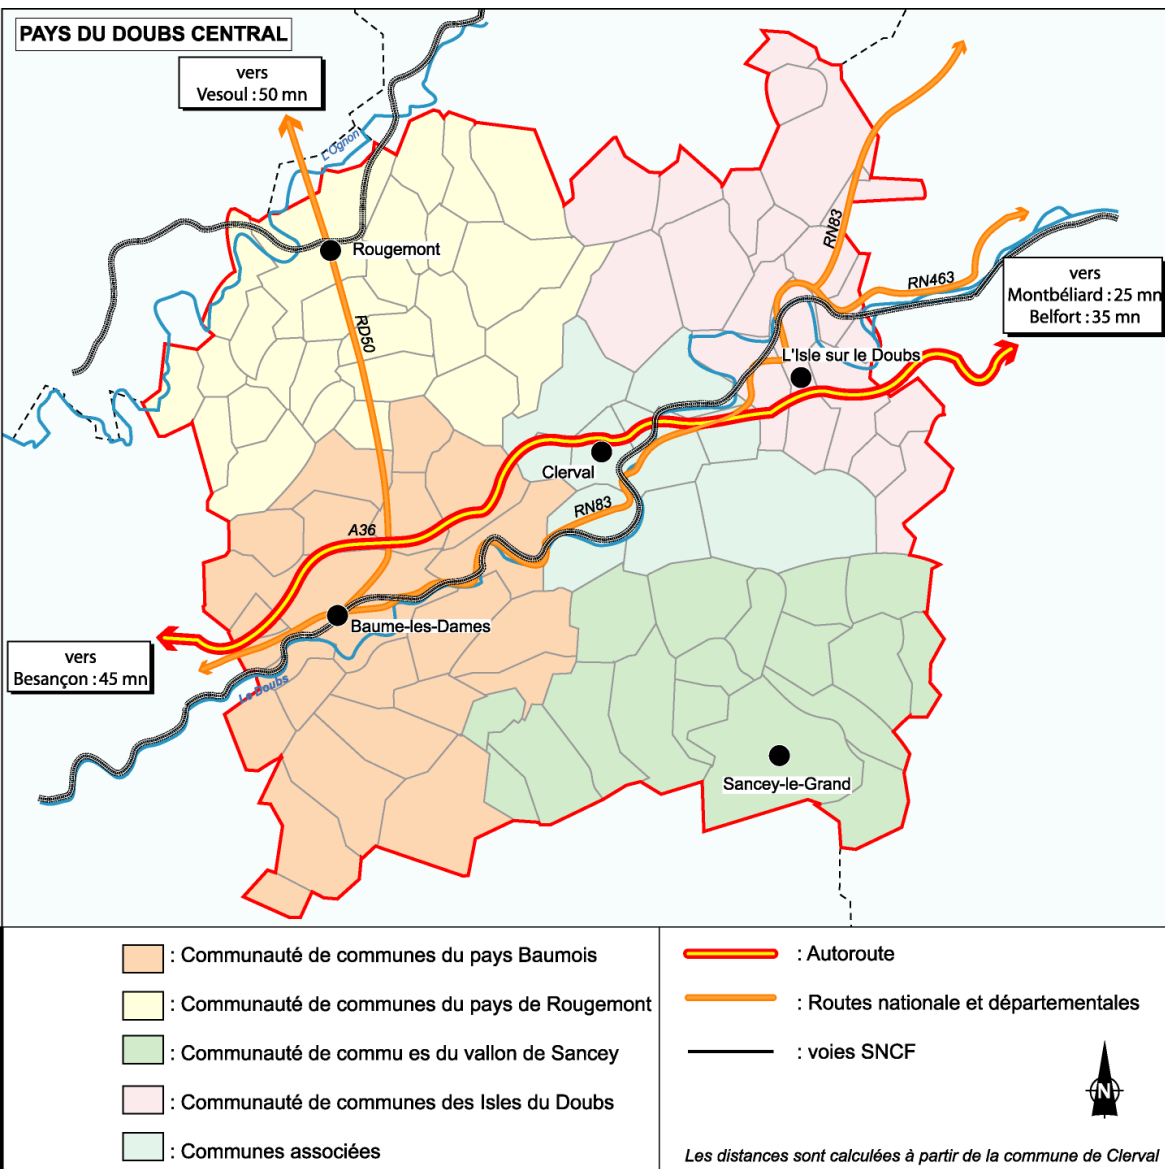 PAYS DU DOUBS CENTRAL
vers
Vesoul : 50 mn
L'Ognon
Rougemont
RD50
RN83
RN463
vers
Montbéliard : 25 mn
Belfort : 35 mn
L'Isle sur le Doubs
Clerval
RN83
A36
Baume-les-Dames
vers
Besançon : 45 mn
Le Doubs
Sancey-le-Grand
: Communauté de communes du pays Baumois
: Communauté de communes du pays de Rougemont
: Communauté de commu es du vallon de Sancey
: Communauté de communes des Isles du Doubs
: Communes associées
: Autoroute
: Routes nationale et départementales
: voies SNCF
N
Les distances sont calculées à partir de la commune de Clerval